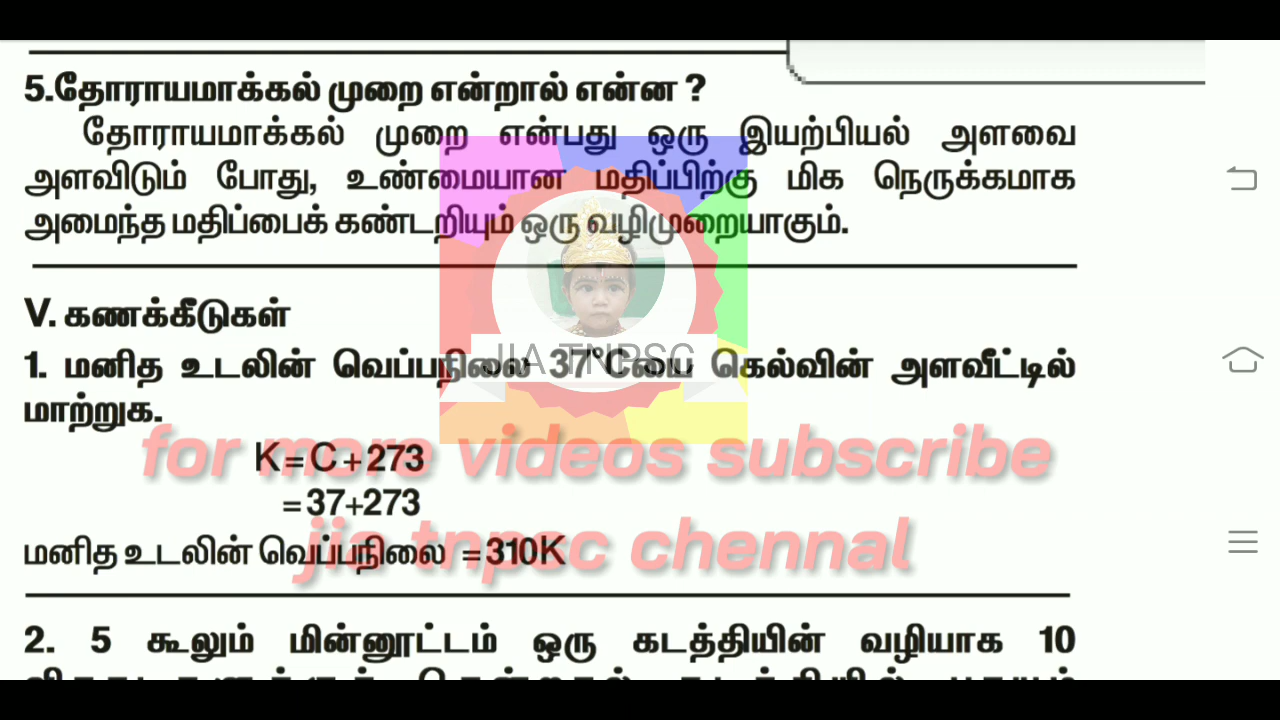 5.தோராயமாக்கல் முறை என்றால் என்ன ?
தோராயமாக்கல் முறை என்பது ஒரு இயற்பியல் அளவை
அளவிடும் போது, உண்மையான மதிப்பிற்கு மிக நெருக்கமாக
அமைந்த மதிப்பைக் கண்டறியும் ஒரு வழிமுறையாகும்.
V. கணக்கீடுகள்
1. மனித உடலின் வெப்பநிலை 37°Cயை கெல்வின் அளவீட்டில்
மாற்றுக.
JIA TNPSC
for more videos subscribe
K = C + 273
= 37+273
jia tnpsc chennal
மனித உடலின் வெப்பநிலை = 310K
2. 5 கூலும் மின்னூட்டம் ஒரு கடத்தியின் வழியாக 10